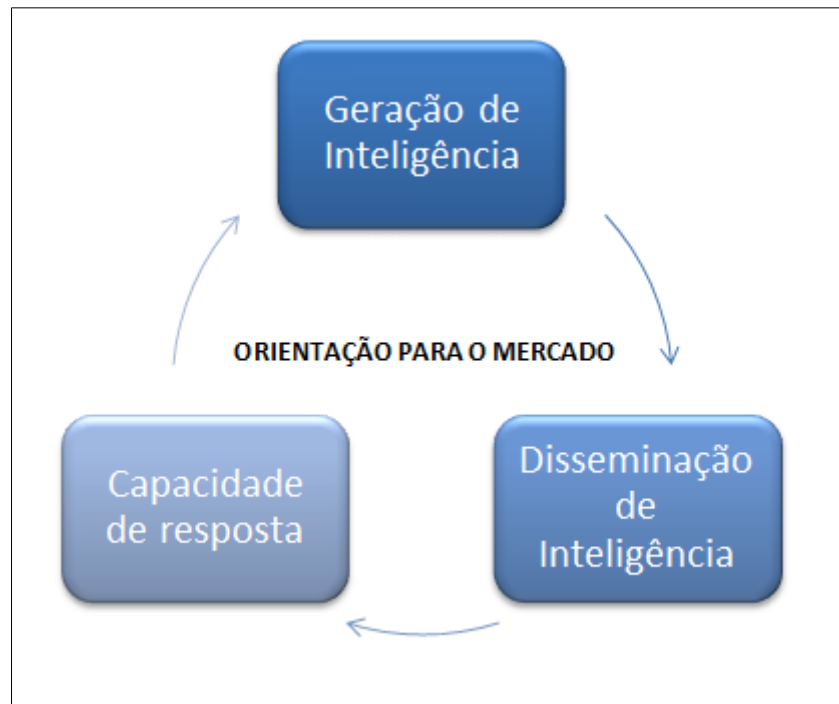 Geração de
Inteligência
ORIENTAÇÃO PARA O MERCADO
Capacidade
de resposta
Disseminação
de
Inteligência